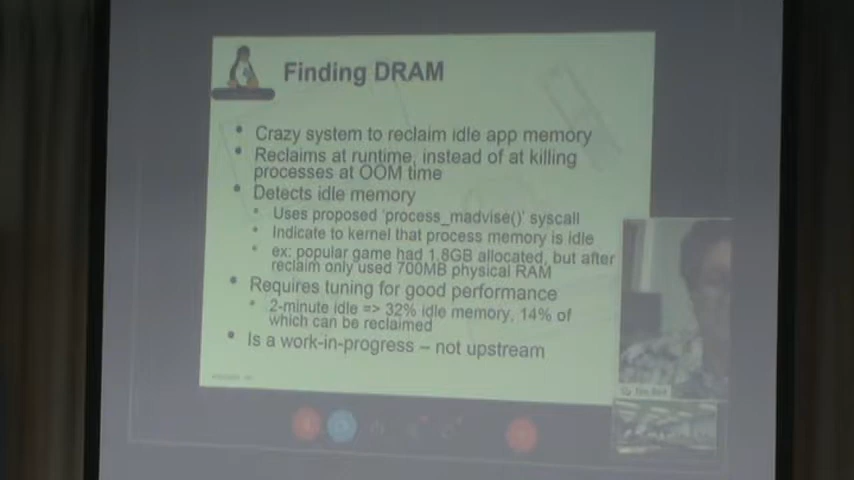 Finding DRAM
• Crazy system to reclaim idle app memory
• Reclaims at runtime, instead of at killing
processes at OOM time
• Detects idle memory
• Uses proposed 'process_madvise()' syscall
• Indicate to kernel that process memory is idle
• ex: popular game had 1.8GB allocated, but after
reclaim only used 700MB physical RAM
• Requires tuning for good performance
• 2-minute idle => 32% idle memory, 14% of
which can be reclaimed
• Is a work-in-progress – not upstream